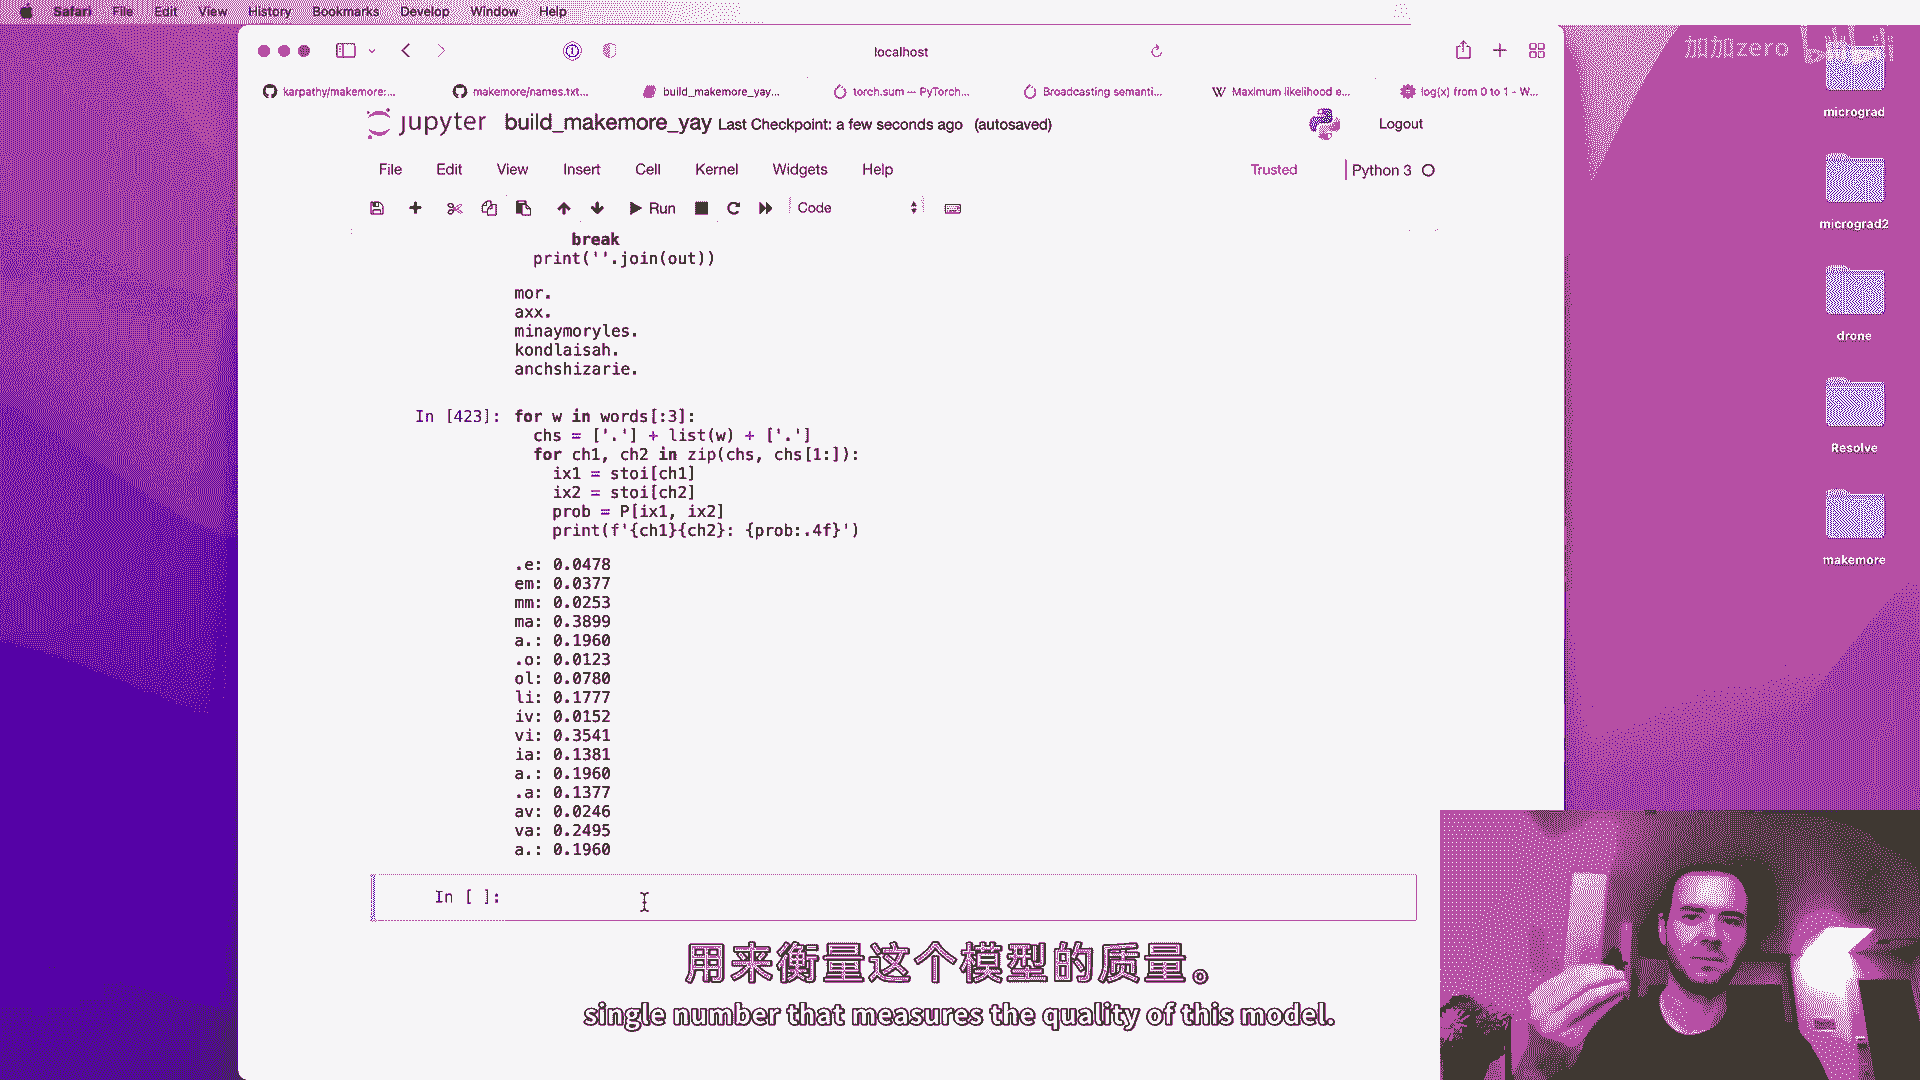 Safari File Edit View History Bookmarks Develop Window Help
localhost
加加zero
karpathy/makemore:... makemore/names.txt... build_makemore_yay... torch.sum — PyTorch... Broadcasting semanti... Maximum likelihood e... log(x) from 0 to 1 - W...
jupyter build_makemore_yay Last Checkpoint: a few seconds ago (autosaved) Logout
File Edit View Insert Cell Kernel Widgets Help Trusted Python 3
Run Code
break
print(''.join(out))
mor.
axx.
minaymoryles.
kondlaisah.
anchshizarie.
In [423]: for w in words[:3]:
chs = ['.'] + list(w) + ['.']
for ch1, ch2 in zip(chs, chs[1:]):
ix1 = stoi[ch1]
ix2 = stoi[ch2]
prob = P[ix1, ix2]
print(f'{ch1}{ch2}: {prob:.4f}')
.e: 0.0478
em: 0.0377
mm: 0.0253
ma: 0.3899
a.: 0.1960
.o: 0.0123
ol: 0.0780
li: 0.1777
iv: 0.0152
vi: 0.3541
ia: 0.1381
a.: 0.1960
.a: 0.1377
av: 0.0246
va: 0.2495
a.: 0.1960
In [ ]:
用来衡量这个模型的质量。
single number that measures the quality of this model.
micrograd
micrograd2
drone
Resolve
makemore